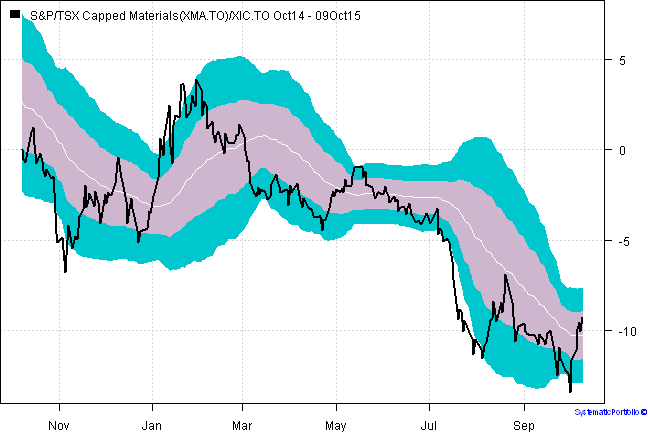 S&P/TSX Capped Materials(XMA.TO)/XIC.TO Oct14 - 09Oct15
5
0
-5
-10
Nov Jan Mar May Jul Sep
SystematicPortfolio ©